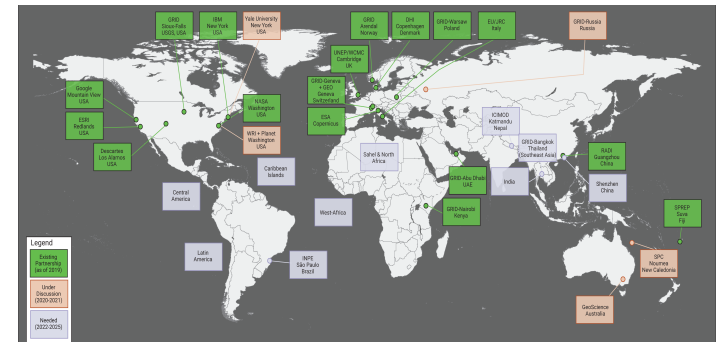 GRID
Sioux-Falls
USGS, USA
IBM
New-York
USA
Yale University
New-York
USA
GRID
Arendal
Norway
DHI
Copenhagen
Denmark
GRID-Warsaw
Poland
EU/JRC
Italy
GRID-Russia
Russia
UNEP/WCMC
Cambridge
UK
GRID-Geneva
+ GEO
Geneva
Switzerland
ESA
Copernicus
Google
Mountain View
USA
ESRI
Redlands
USA
Descartes
Los Alamos
USA
NASA
Washington
USA
WRI + Planet
Washington
USA
ICIMOD
Katmandu
Nepal
GRID-Bangkok
Thailand
(Southeast Asia)
RADI
Guangzhou
China
Sahel & North
Africa
Caribbean
Islands
GRID-Abu Dhabi
UAE
India
Shenzhen
China
Central
America
West-Africa
GRID-Nairobi
Kenya
SPREP
Suva
Fiji
Latin
America
INPE
São Paulo
Brazil
SPC
Noumea
New Caledonia
GeoScience
Australia
Legend
Existing
Partnership
(as of 2019)
Under
Discussion
(2020-2021)
Needed
(2022-2025)